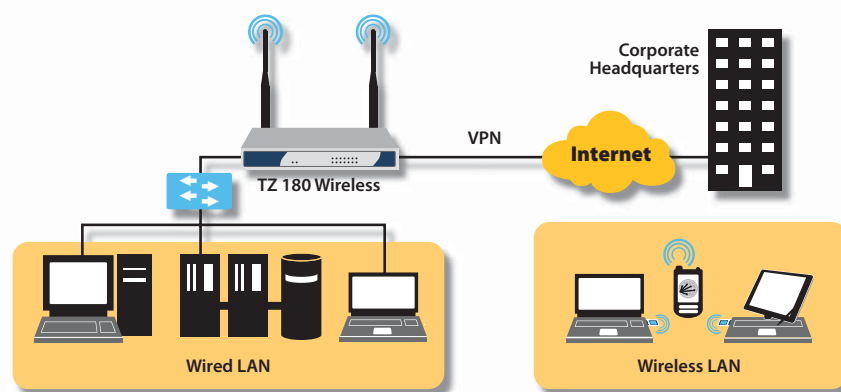 Corporate
Headquarters
VPN
Internet
TZ 180 Wireless
Wired LAN
Wireless LAN